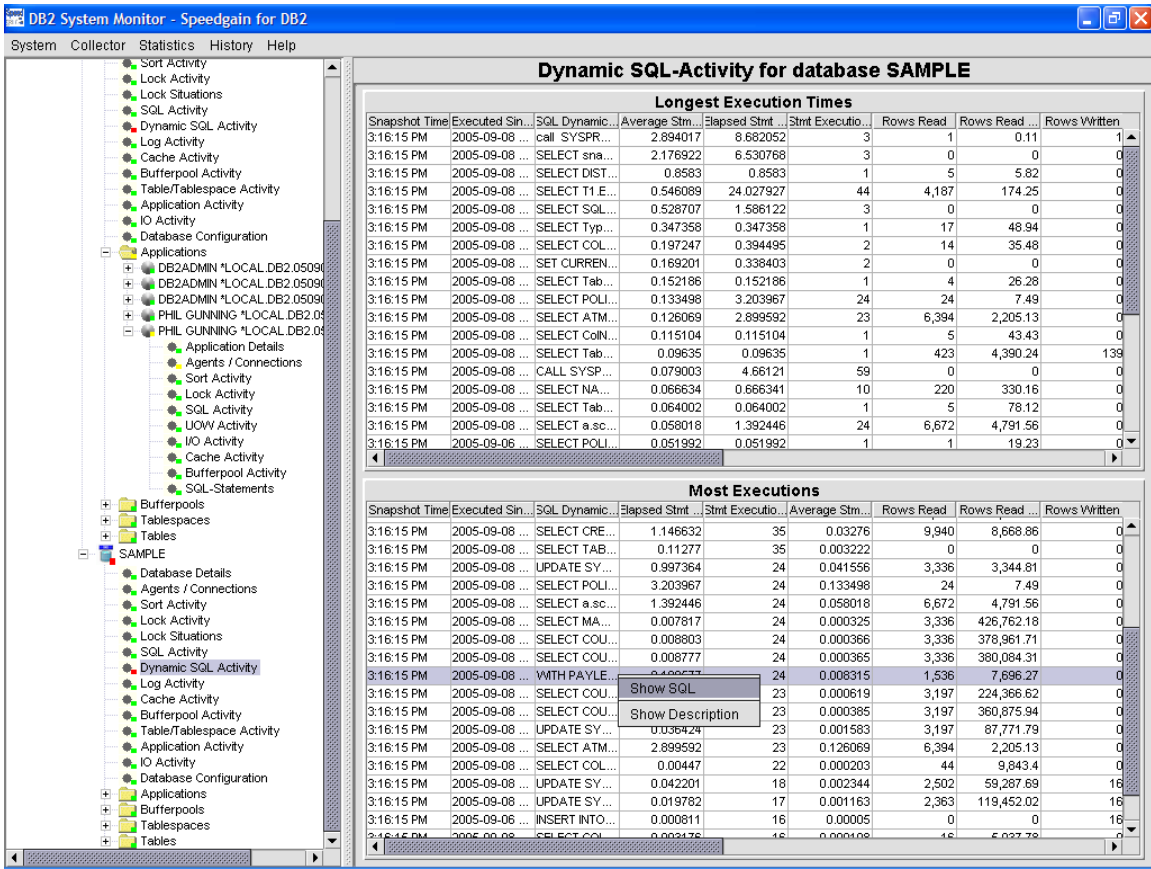 DB2 System Monitor - Speedgain for DB2
System Collector Statistics History Help
Sort Activity
Lock Activity
Lock Situations
SQL Activity
Dynamic SQL Activity
Log Activity
Cache Activity
Bufferpool Activity
Table/Tablespace Activity
Application Activity
IO Activity
Database Configuration
Applications
DB2ADMIN *LOCAL.DB2.05090
DB2ADMIN *LOCAL.DB2.05090
DB2ADMIN *LOCAL.DB2.05090
PHIL GUNNING *LOCAL.DB2.0
PHIL GUNNING *LOCAL.DB2.0
Application Details
Agents / Connections
Sort Activity
Lock Activity
SQL Activity
UOW Activity
I/O Activity
Cache Activity
Bufferpool Activity
SQL-Statements
Bufferpools
Tablespaces
Tables
SAMPLE
Database Details
Agents / Connections
Sort Activity
Lock Activity
Lock Situations
SQL Activity
Dynamic SQL Activity
Log Activity
Cache Activity
Bufferpool Activity
Table/Tablespace Activity
Application Activity
IO Activity
Database Configuration
Applications
Bufferpools
Tablespaces
Tables
Dynamic SQL-Activity for database SAMPLE
Longest Execution Times
Snapshot Time Executed Sin... SQL Dynamic... Average Stm... Elapsed Stmt ... Stmt Executio... Rows Read Rows Read ... Rows Written
3:16:15 PM 2005-09-08 ... call SYSPR... 2.894017 8.682052 3 1 0.11 1
3:16:15 PM 2005-09-08 ... SELECT sna... 2.176922 6.530768 3 0 0 0
3:16:15 PM 2005-09-08 ... SELECT DIST... 0.8583 0.8583 1 5 5.82 0
3:16:15 PM 2005-09-08 ... SELECT T1.E... 0.546089 24.027927 44 4,187 174.25 0
3:16:15 PM 2005-09-08 ... SELECT SQL... 0.528707 1.586122 3 0 0 0
3:16:15 PM 2005-09-08 ... SELECT Typ... 0.347358 0.347358 1 17 48.94 0
3:16:15 PM 2005-09-08 ... SELECT COL... 0.197247 0.394495 2 14 35.48 0
3:16:15 PM 2005-09-08 ... SET CURREN... 0.169201 0.338403 2 0 0 0
3:16:15 PM 2005-09-08 ... SELECT Tab... 0.152186 0.152186 1 4 26.28 0
3:16:15 PM 2005-09-08 ... SELECT POLI... 0.133498 3.203967 24 24 7.49 0
3:16:15 PM 2005-09-08 ... SELECT ATM... 0.126069 2.899592 23 6,394 2,205.13 0
3:16:15 PM 2005-09-08 ... SELECT ColN... 0.115104 0.115104 1 5 43.43 0
3:16:15 PM 2005-09-08 ... SELECT Tab... 0.09635 0.09635 1 423 4,390.24 139
3:16:15 PM 2005-09-08 ... CALL SYSP... 0.079003 4.66121 59 0 0 0
3:16:15 PM 2005-09-08 ... SELECT NA... 0.066634 0.666341 10 220 330.16 0
3:16:15 PM 2005-09-08 ... SELECT Tab... 0.064002 0.064002 1 5 78.12 0
3:16:15 PM 2005-09-08 ... SELECT a.sc... 0.058018 1.392446 24 6,672 4,791.56 0
3:16:15 PM 2005-09-06 ... SELECT POLI... 0.051992 0.051992 1 1 19.23 0
Most Executions
Snapshot Time Executed Sin... SQL Dynamic... Elapsed Stmt ... Stmt Executio... Average Stm... Rows Read Rows Read ... Rows Written
3:16:15 PM 2005-09-08 ... SELECT CRE... 1.146632 35 0.03276 9,940 8,668.86 0
3:16:15 PM 2005-09-08 ... SELECT TAB... 0.11277 35 0.003222 0 0 0
3:16:15 PM 2005-09-08 ... UPDATE SY... 0.997364 24 0.041556 3,336 3,344.81 0
3:16:15 PM 2005-09-08 ... SELECT POLI... 3.203967 24 0.133498 24 7.49 0
3:16:15 PM 2005-09-08 ... SELECT a.sc... 1.392446 24 0.058018 6,672 4,791.56 0
3:16:15 PM 2005-09-08 ... SELECT MA... 0.007817 24 0.000325 3,336 426,762.18 0
3:16:15 PM 2005-09-08 ... SELECT COU... 0.008803 24 0.000366 3,336 378,961.71 0
3:16:15 PM 2005-09-08 ... SELECT COU... 0.008777 24 0.000365 3,336 380,084.31 0
3:16:15 PM 2005-09-08 ... WITH PAYLE... 24 0.008315 1,536 7,696.27 0
3:16:15 PM 2005-09-08 ... SELECT COU... 23 0.000619 3,197 224,366.62 0
3:16:15 PM 2005-09-08 ... SELECT COU... 23 0.000385 3,197 360,875.94 0
3:16:15 PM 2005-09-08 ... UPDATE SY... 0.036424 23 0.001583 3,197 87,771.79 0
3:16:15 PM 2005-09-08 ... SELECT ATM... 2.899592 23 0.126069 6,394 2,205.13 0
3:16:15 PM 2005-09-08 ... SELECT COL... 0.00447 22 0.000203 44 9,843.4 0
3:16:15 PM 2005-09-08 ... UPDATE SY... 0.042201 18 0.002344 2,502 59,287.69 16
3:16:15 PM 2005-09-08 ... UPDATE SY... 0.019782 17 0.001163 2,363 119,452.02 16
3:16:15 PM 2005-09-06 ... INSERT INTO... 0.000811 16 0.00005 0 0 16
Show SQL
Show Description